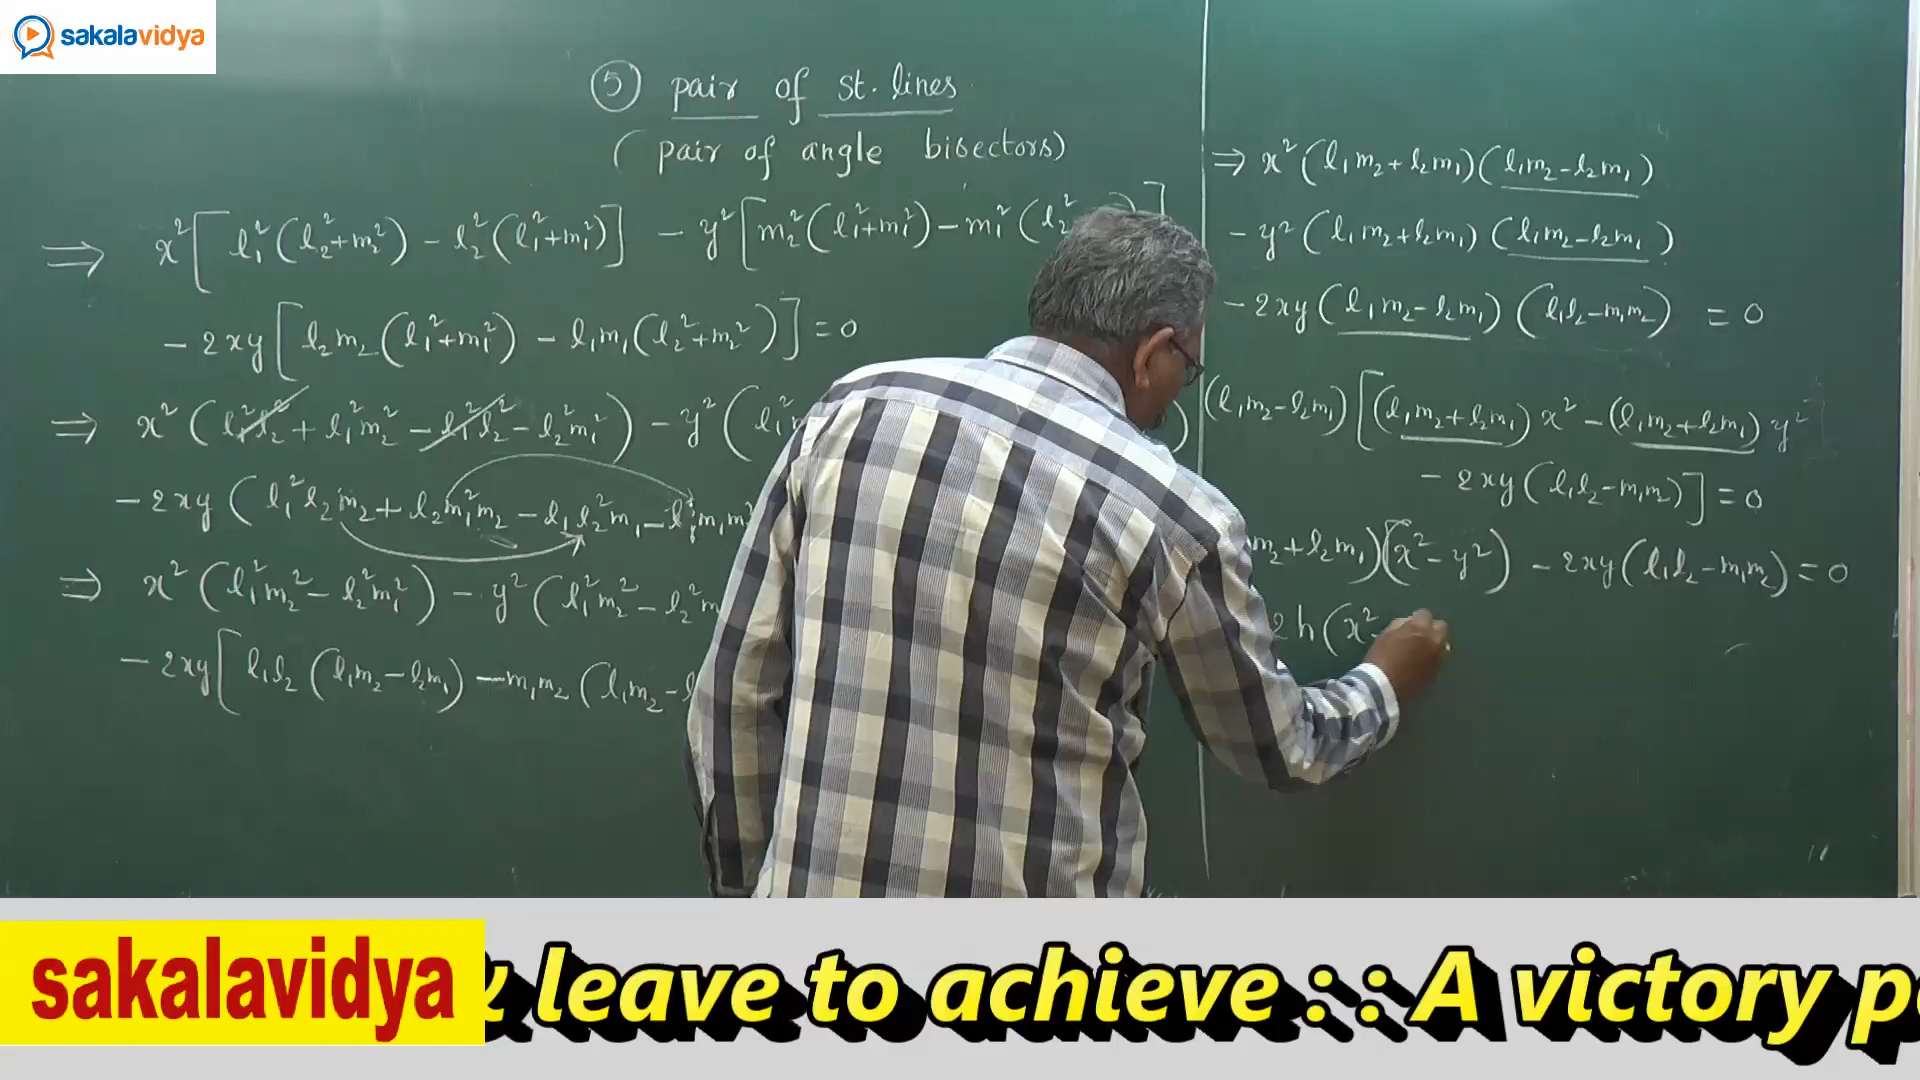 sakalavidya
⑤ pair of st. lines
( pair of angle bisectors)
⇒ x²[ l₁²(l₂²+m₂²) - l₂²(l₁²+m₁²)] - y²[m₂²(l₁²+m₁²) - m₁²(l₂² )]
- 2xy[ l₂m₂(l₁²+m₁²) - l₁m₁(l₂²+m₂²)] = 0
⇒ x²( l₁²l₂² + l₁²m₂² - l₁²l₂² - l₂²m₁²) - y²(l₁² )
- 2xy( l₁²l₂m₂ + l₂m₁²m₂ - l₁l₂²m₁ -
⇒ x²(l₁²m₂² - l₂²m₁²) - y²(l₁²m₂² - l₂²m
- 2xy[ l₁l₂(l₁m₂ - l₂m₁) - m₁m₂(l₁m₂ - l
⇒ x²(l₁m₂ + l₂m₁)(l₁m₂ - l₂m₁)
- y²(l₁m₂ + l₂m₁)(l₁m₂ - l₂m₁)
- 2xy(l₁m₂ - l₂m₁)(l₁l₂ - m₁m₂) = 0
(l₁m₂ - l₂m₁)[(l₁m₂ + l₂m₁)x² - (l₁m₂ + l₂m₁)y²
- 2xy(l₁l₂ - m₁m₂)] = 0
m₂ + l₂m₁)(x² - y²) - 2xy(l₁l₂ - m₁m₂) = 0
2h(x² -
sakalavidya
leave to achieve : : A victory p